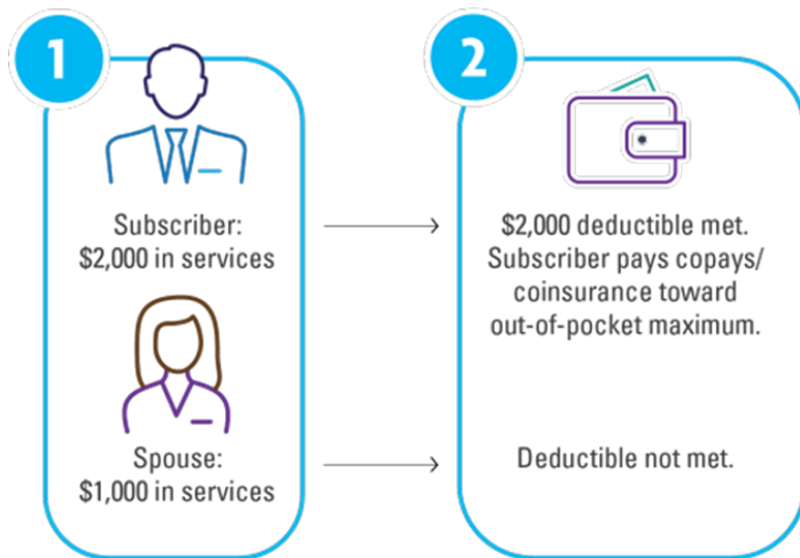 1
Subscriber:
$2,000 in services
Spouse:
$1,000 in services
2
$2,000 deductible met.
Subscriber pays copays/
coinsurance toward
out-of-pocket maximum.
Deductible not met.